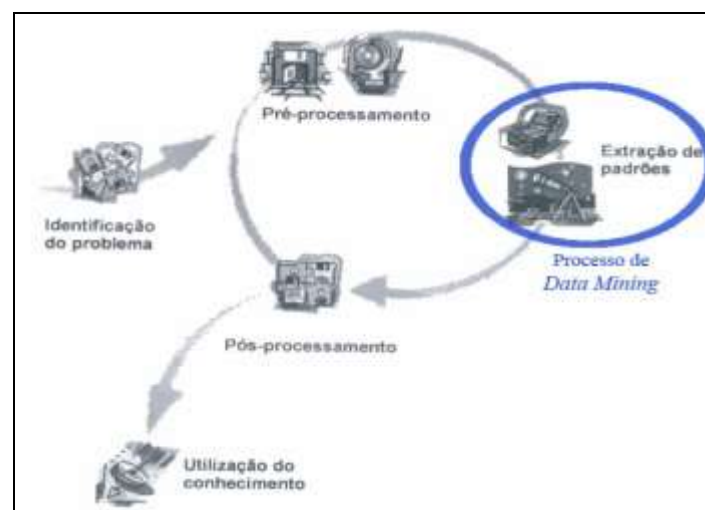 Pré-processamento
Extração de
padrões
Identificação
do problema
Processo de
Data Mining
Pós-processamento
Utilização do
conhecimento